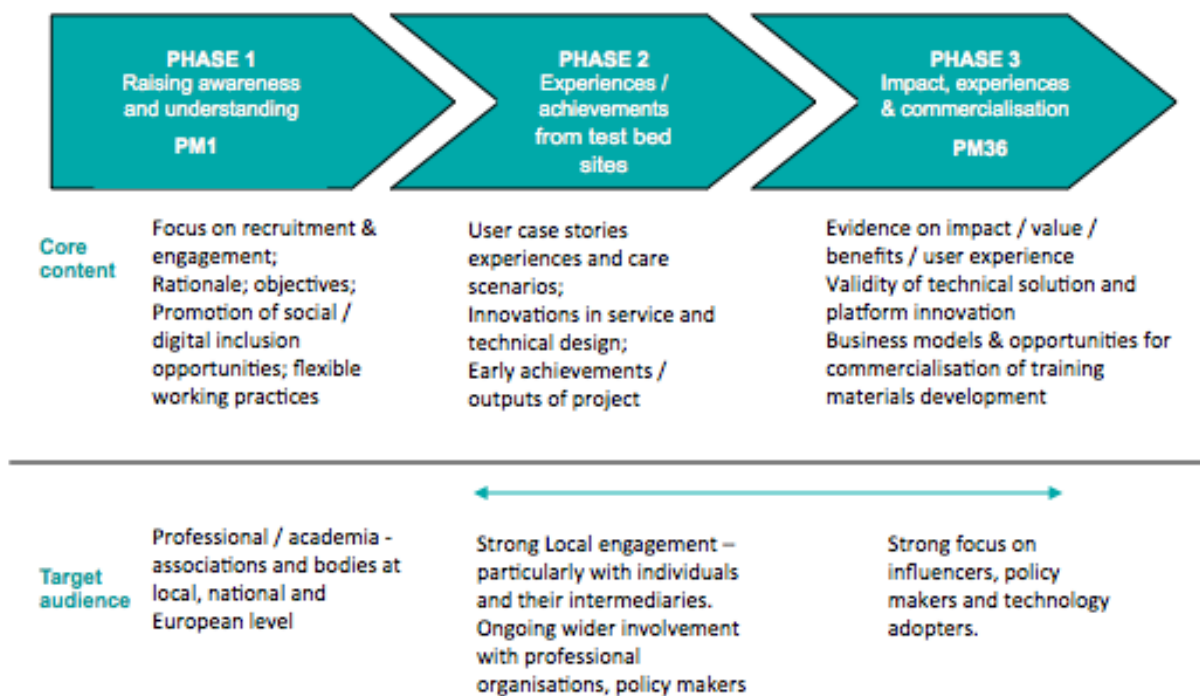 PHASE 1
Raising awareness
and understanding
PM1
PHASE 2
Experiences /
achievements
from test bed
sites
PHASE 3
Impact, experiences
& commercialisation
PM36
Core
content
Focus on recruitment &
engagement;
Rationale; objectives;
Promotion of social /
digital inclusion
opportunities; flexible
working practices
User case stories
experiences and care
scenarios;
Innovations in service and
technical design;
Early achievements /
outputs of project
Evidence on impact / value /
benefits / user experience
Validity of technical solution and
platform innovation
Business models & opportunities for
commercialisation of training
materials development
Target
audience
Professional / academia -
associations and bodies at
local, national and
European level
Strong Local engagement –
particularly with individuals
and their intermediaries.
Ongoing wider involvement
with professional
organisations, policy makers
Strong focus on
influencers, policy
makers and technology
adopters.